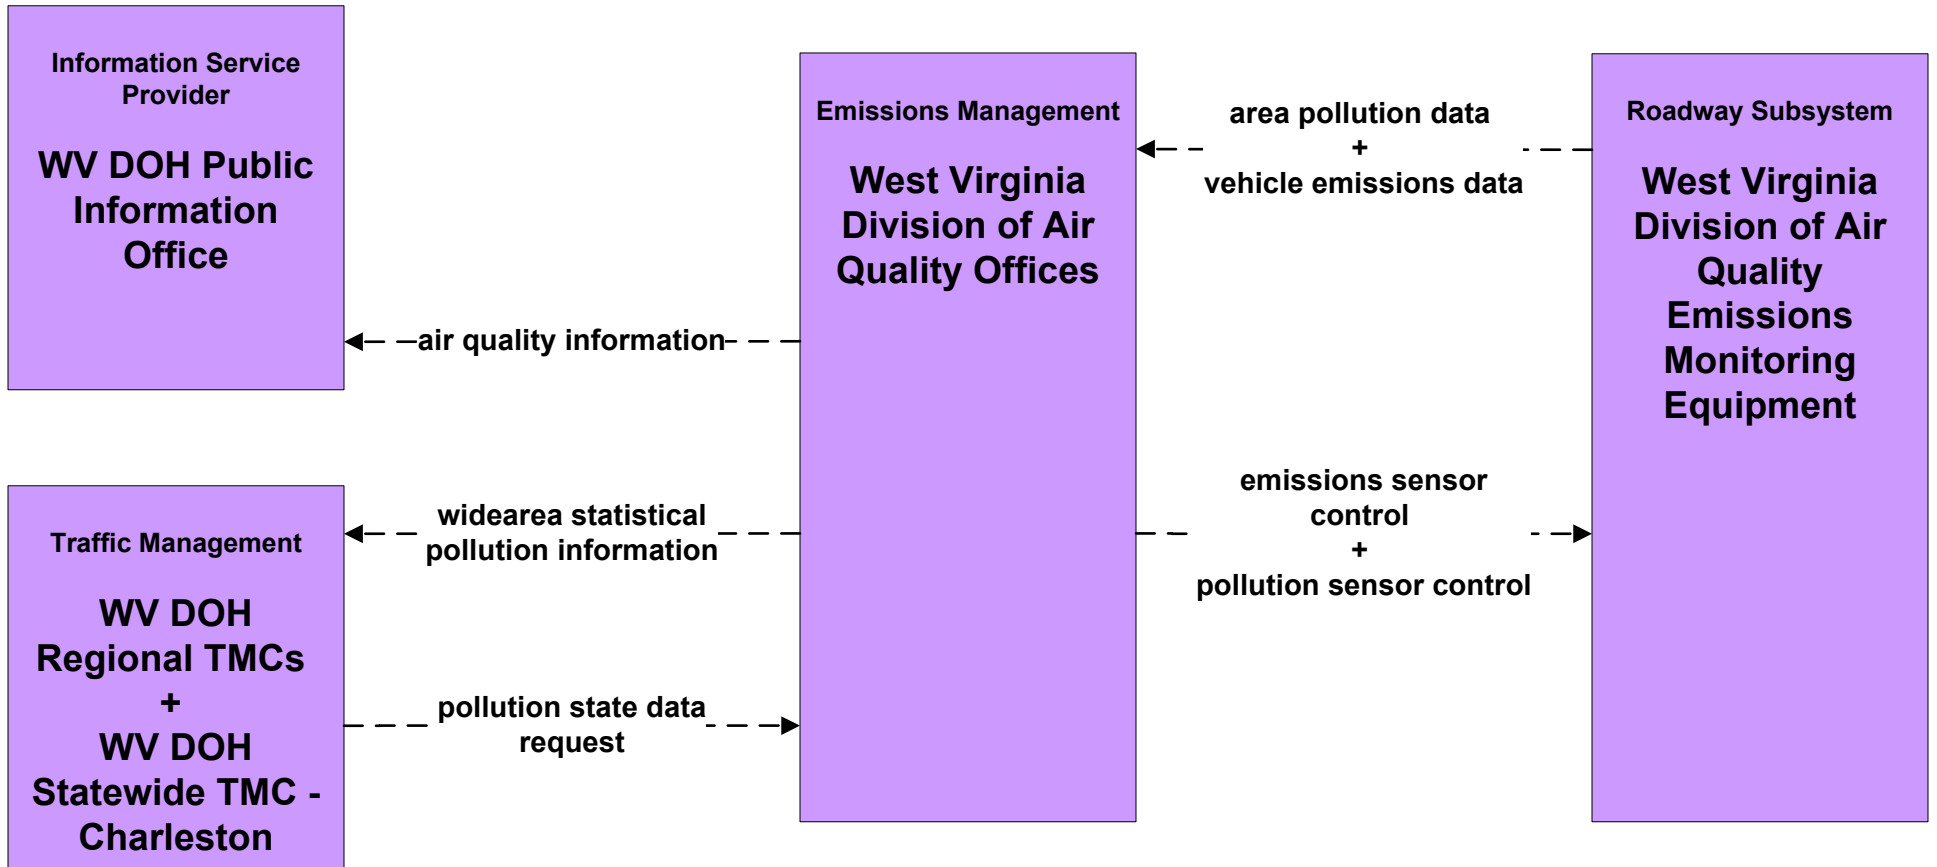 Information Service
Provider
WV DOH Public
Information
Office
air quality information
Traffic Management
WV DOH
Regional TMCs
+
WV DOH
Statewide TMC -
Charleston
widearea statistical
pollution information
pollution state data
request
Emissions Management
West Virginia
Division of Air
Quality Offices
area pollution data
+
vehicle emissions data
emissions sensor
control
+
pollution sensor control
Roadway Subsystem
West Virginia
Division of Air
Quality
Emissions
Monitoring
Equipment